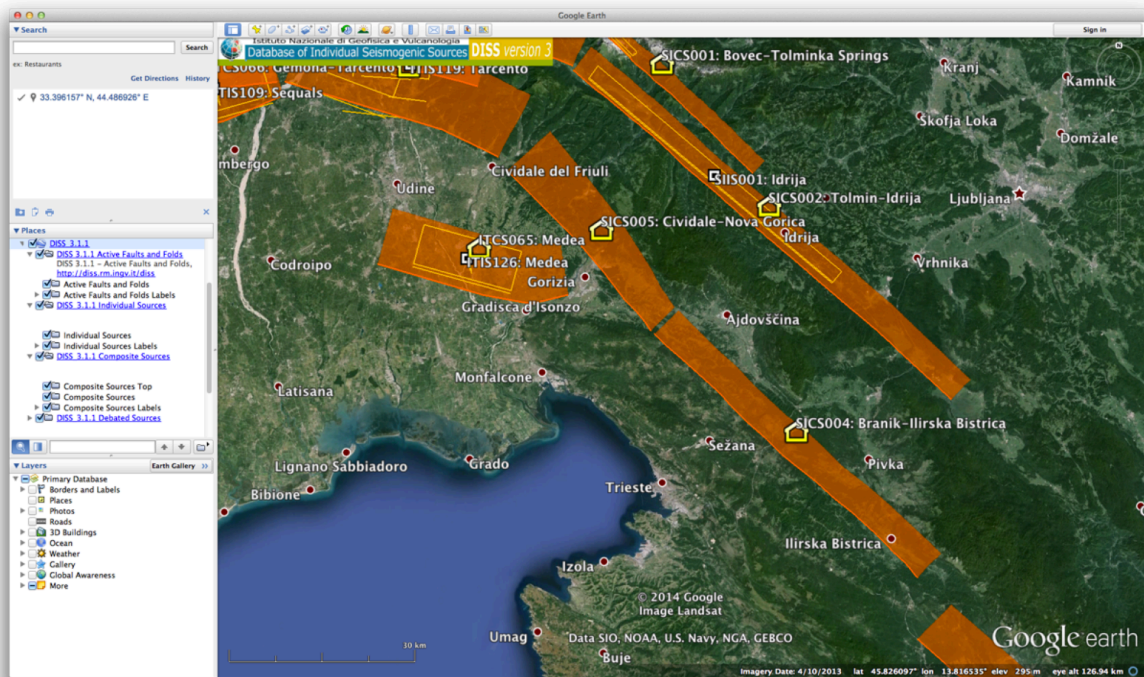 Google Earth
Search
Sign in
Search
ex: Restaurants
Get Directions History
33.396157° N, 44.486926° E
Places
DISS 3.1.1
DISS 3.1.1 Active Faults and Folds
DISS 3.1.1 - Active Faults and Folds,
http://diss.rm.ingv.it/diss
Active Faults and Folds
Active Faults and Folds Labels
DISS 3.1.1 Individual Sources
Individual Sources
Individual Sources Labels
DISS 3.1.1 Composite Sources
Composite Sources Top
Composite Sources
Composite Sources Labels
DISS 3.1.1 Debated Sources
Layers
Earth Gallery >>
Primary Database
Borders and Labels
Places
Photos
Roads
3D Buildings
Ocean
Weather
Gallery
Global Awareness
More
Istituto Nazionale di Geofisica e Vulcanologia
Database of Individual Seismogenic Sources DISS version 3
N
SICS001: Bovec-Tolminka Springs
TCS066: Gemona-Tarcento
TIS119: Tarcento
TIS109: Sequals
Kranj
Kamnik
Škofja Loka
Domžale
mbergo
Udine
Cividale del Friuli
SIIS001: Idrija
SICS002: Tolmin-Idrija
Ljubljana
SICS005: Cividale-Nova Gorica
Idrija
ITCS065: Medea
ITIS126: Medea
Codroipo
Gorizia
Vrhnika
Gradisca d'Isonzo
Ajdovščina
Monfalcone
Latisana
SICS004: Branik-Ilirska Bistrica
Sežana
Pivka
Lignano Sabbiadoro
Grado
Bibione
Trieste
Ilirska Bistrica
Izola
© 2014 Google
Image Landsat
Umag
Data SIO, NOAA, U.S. Navy, NGA, GEBCO
Buje
30 km
Google earth
Imagery Date: 4/10/2013 lat 45.826097° lon 13.816535° elev 295 m eye alt 126.94 km